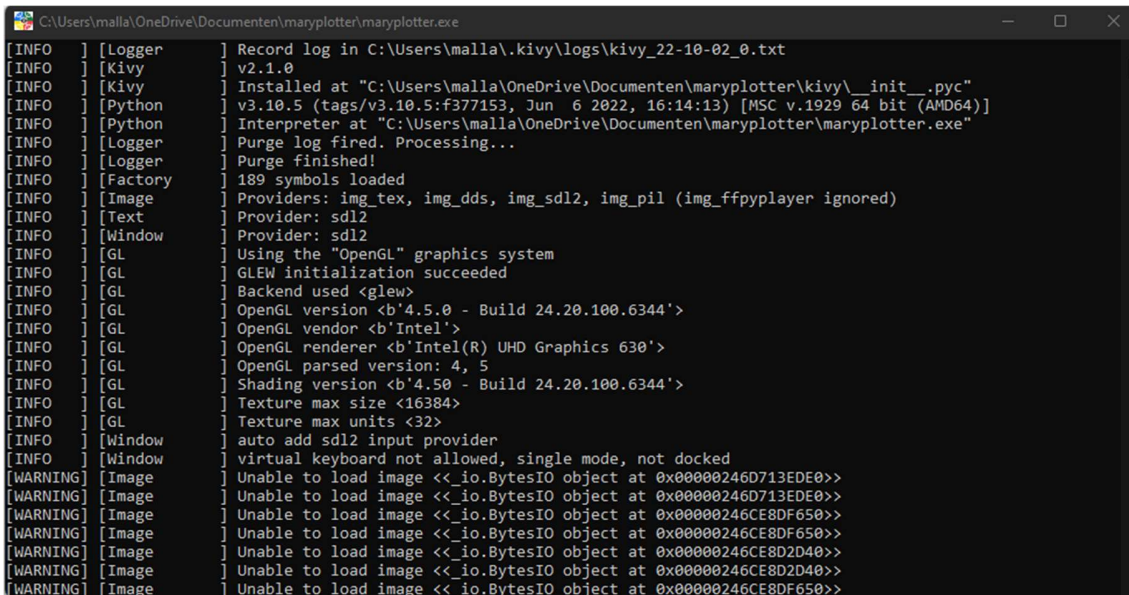 C:\Users\malla\OneDrive\Documenten\maryplotter\maryplotter.exe
[INFO   ] [Logger      ] Record log in C:\Users\malla\.kivy\logs\kivy_22-10-02_0.txt
[INFO   ] [Kivy        ] v2.1.0
[INFO   ] [Kivy        ] Installed at "C:\Users\malla\OneDrive\Documenten\maryplotter\kivy\__init__.pyc"
[INFO   ] [Python      ] v3.10.5 (tags/v3.10.5:f377153, Jun  6 2022, 16:14:13) [MSC v.1929 64 bit (AMD64)]
[INFO   ] [Python      ] Interpreter at "C:\Users\malla\OneDrive\Documenten\maryplotter\maryplotter.exe"
[INFO   ] [Logger      ] Purge log fired. Processing...
[INFO   ] [Logger      ] Purge finished!
[INFO   ] [Factory     ] 189 symbols loaded
[INFO   ] [Image       ] Providers: img_tex, img_dds, img_sdl2, img_pil (img_ffpyplayer ignored)
[INFO   ] [Text        ] Provider: sdl2
[INFO   ] [Window      ] Provider: sdl2
[INFO   ] [GL          ] Using the "OpenGL" graphics system
[INFO   ] [GL          ] GLEW initialization succeeded
[INFO   ] [GL          ] Backend used <glew>
[INFO   ] [GL          ] OpenGL version <b'4.5.0 - Build 24.20.100.6344'>
[INFO   ] [GL          ] OpenGL vendor <b'Intel'>
[INFO   ] [GL          ] OpenGL renderer <b'Intel(R) UHD Graphics 630'>
[INFO   ] [GL          ] OpenGL parsed version: 4, 5
[INFO   ] [GL          ] Shading version <b'4.50 - Build 24.20.100.6344'>
[INFO   ] [GL          ] Texture max size <16384>
[INFO   ] [GL          ] Texture max units <32>
[INFO   ] [Window      ] auto add sdl2 input provider
[INFO   ] [Window      ] virtual keyboard not allowed, single mode, not docked
[WARNING] [Image       ] Unable to load image <<_io.BytesIO object at 0x00000246D713EDE0>>
[WARNING] [Image       ] Unable to load image <<_io.BytesIO object at 0x00000246D713EDE0>>
[WARNING] [Image       ] Unable to load image <<_io.BytesIO object at 0x00000246CE8DF650>>
[WARNING] [Image       ] Unable to load image <<_io.BytesIO object at 0x00000246CE8DF650>>
[WARNING] [Image       ] Unable to load image <<_io.BytesIO object at 0x00000246CE8D2D40>>
[WARNING] [Image       ] Unable to load image <<_io.BytesIO object at 0x00000246CE8D2D40>>
[WARNING] [Image       ] Unable to load image <<_io.BytesIO object at 0x00000246CE8DF650>>